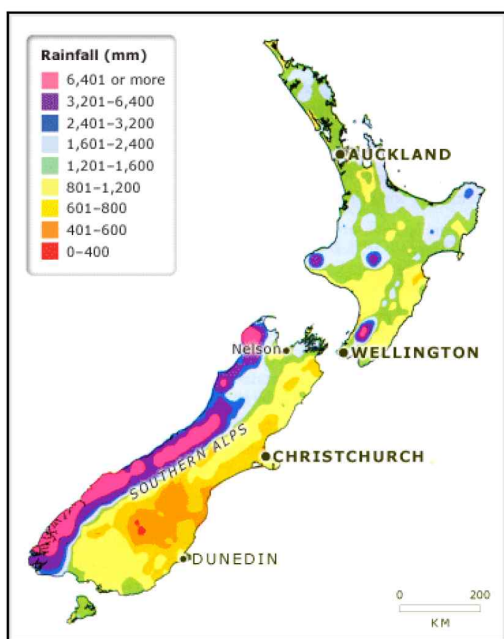 Rainfall (mm)
6,401 or more
3,201–6,400
2,401–3,200
1,601–2,400
1,201–1,600
801–1,200
601–800
401–600
0–400
AUCKLAND
Nelson
WELLINGTON
SOUTHERN ALPS
CHRISTCHURCH
DUNEDIN
0 200
KM